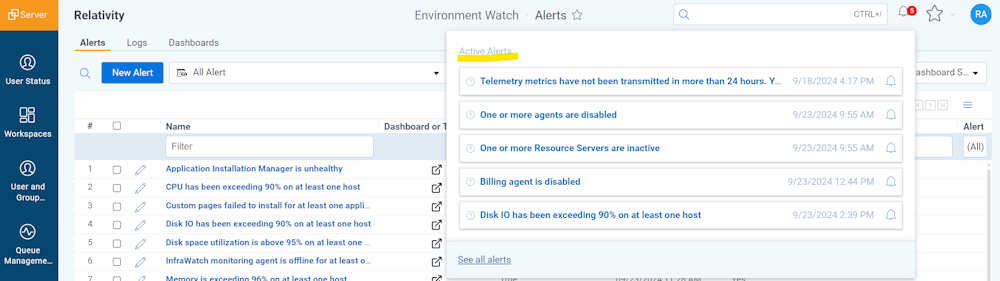 Server
Relativity
Environment Watch
Alerts
CTRL+/
5
RA
Alerts
Logs
Dashboards
User Status
Workspaces
User and
Group...
Queue
Manageme...
New Alert
All Alert
ashboard S...
Active Alerts
Telemetry metrics have not been transmitted in more than 24 hours. Y... 9/18/2024 4:17 PM
One or more agents are disabled 9/23/2024 9:55 AM
One or more Resource Servers are inactive 9/23/2024 9:55 AM
Billing agent is disabled 9/23/2024 12:44 PM
Disk IO has been exceeding 90% on at least one host 9/23/2024 2:39 PM
See all alerts
# Name Dashboard or T Alert
Filter (All)
1 Application Installation Manager is unhealthy
2 CPU has been exceeding 90% on at least one host
3 Custom pages failed to install for at least one appli...
4 Disk IO has been exceeding 90% on at least one host
5 Disk space utilization is above 95% on at least one ...
6 InfraWatch monitoring agent is offline for at least o...
7 Memory is exceeding 96% on at least one host True 09/23/2024 11:26 AM Yes